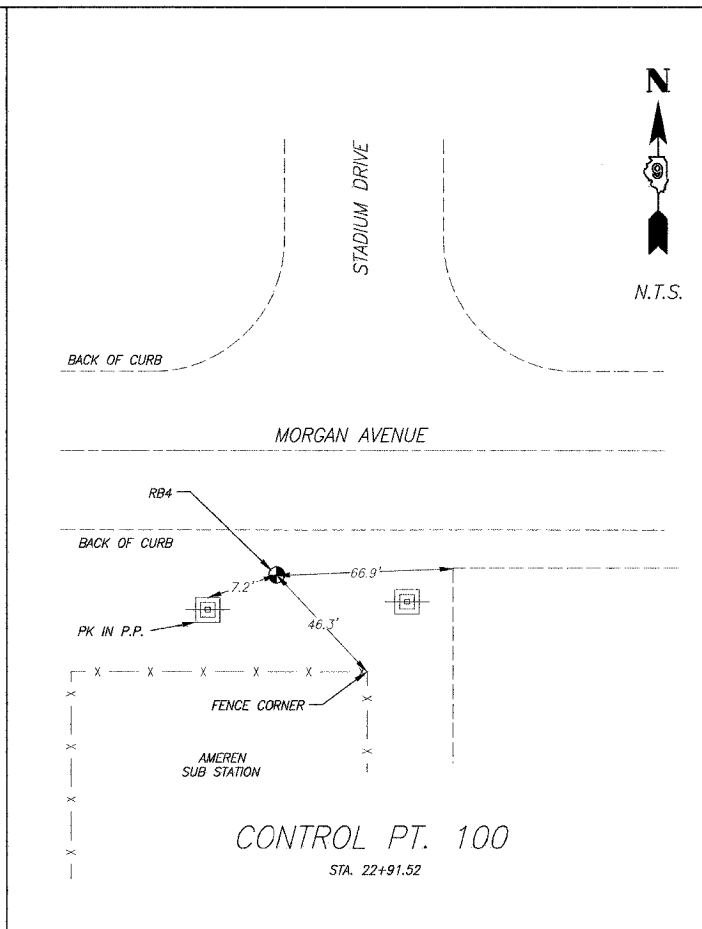 N
N.T.S.
STADIUM DRIVE
BACK OF CURB
MORGAN AVENUE
RB4
BACK OF CURB
66.9'
7.2'
46.3'
PK IN P.P.
FENCE CORNER
AMEREN
SUB STATION
CONTROL PT. 100
STA. 22+91.52